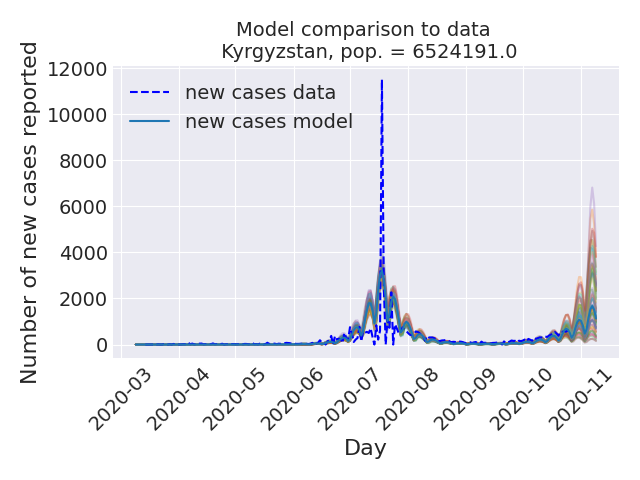 Model comparison to data
Kyrgyzstan, pop. = 6524191.0
Number of new cases reported
12000
10000
8000
6000
4000
2000
0
new cases data
new cases model
2020-03
2020-04
2020-05
2020-06
2020-07
2020-08
2020-09
2020-10
2020-11
Day